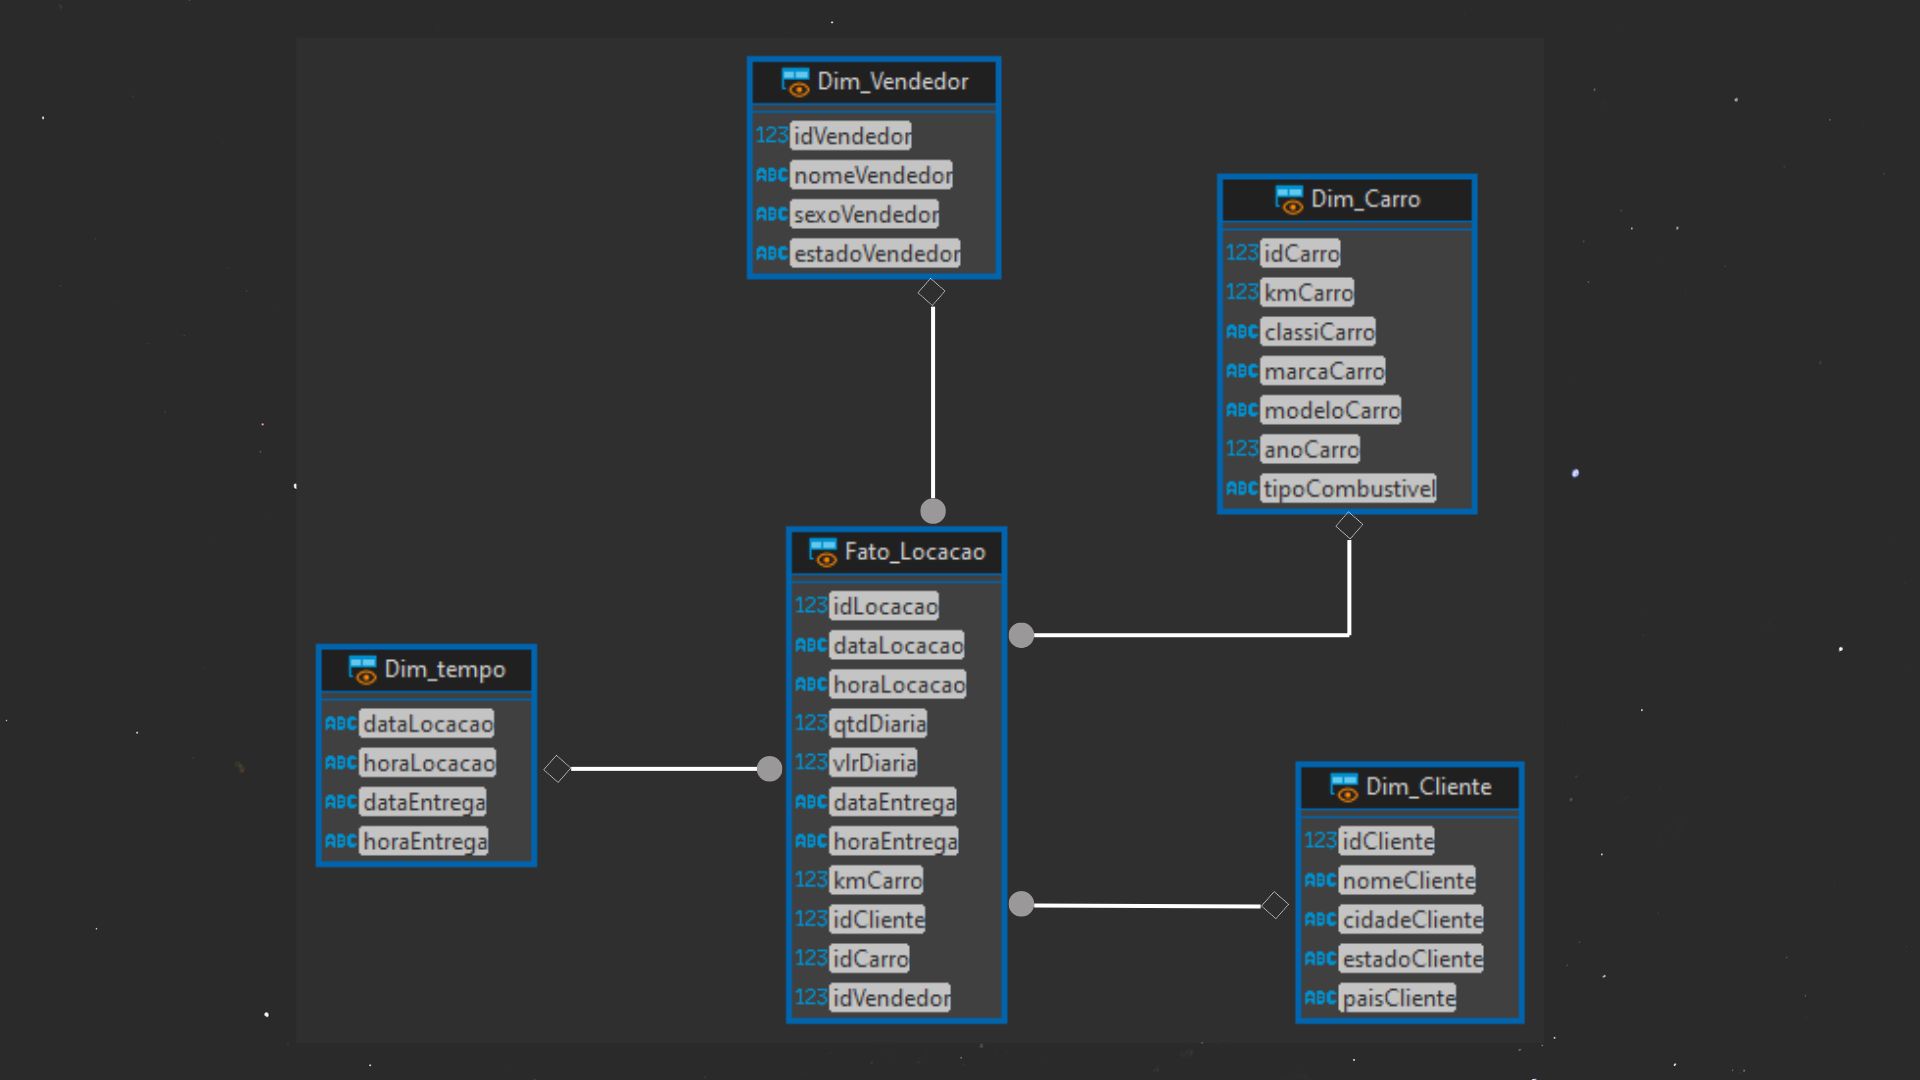 Dim_Vendedor
123 idVendedor
ABC nomeVendedor
ABC sexoVendedor
ABC estadoVendedor
Dim_Carro
123 idCarro
123 kmCarro
ABC classiCarro
ABC marcaCarro
ABC modeloCarro
123 anoCarro
ABC tipoCombustivel
Fato_Locacao
123 idLocacao
ABC dataLocacao
ABC horaLocacao
123 qtdDiaria
123 vlrDiaria
ABC dataEntrega
ABC horaEntrega
123 kmCarro
123 idCliente
123 idCarro
123 idVendedor
Dim_tempo
ABC dataLocacao
ABC horaLocacao
ABC dataEntrega
ABC horaEntrega
Dim_Cliente
123 idCliente
ABC nomeCliente
ABC cidadeCliente
ABC estadoCliente
ABC paisCliente